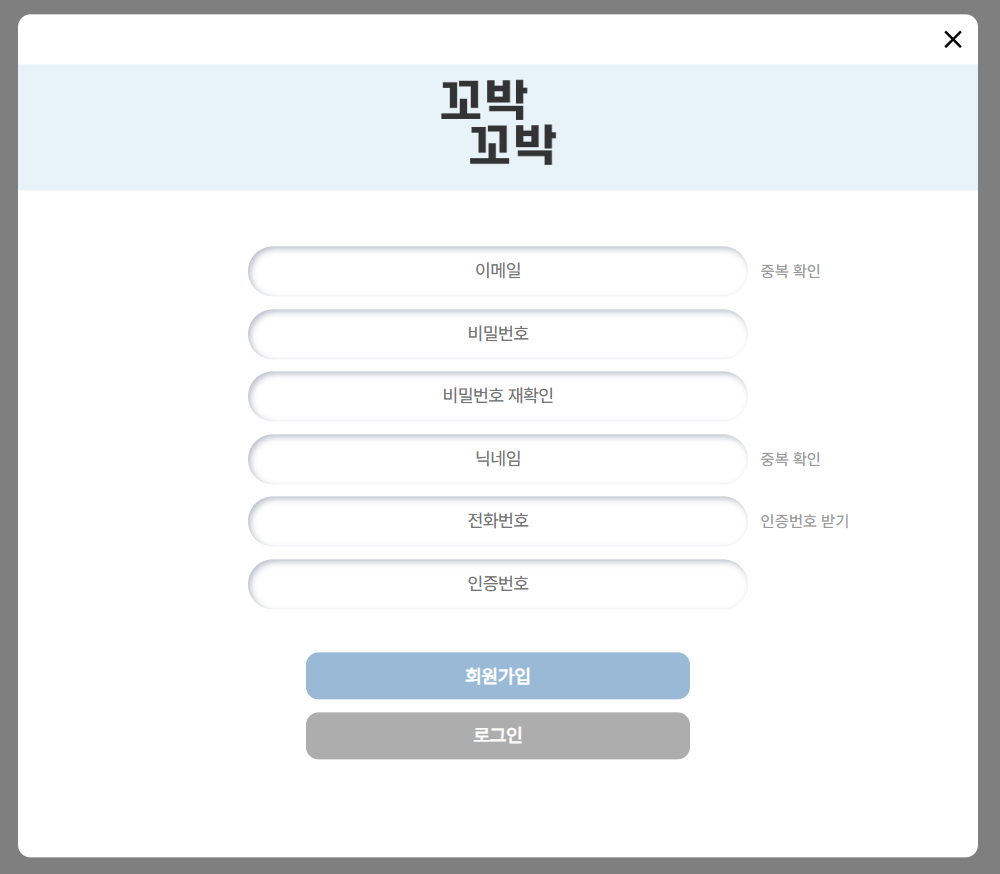 꼬박
꼬박
이메일
중복 확인
비밀번호
비밀번호 재확인
닉네임
중복 확인
전화번호
인증번호 받기
인증번호
회원가입
로그인